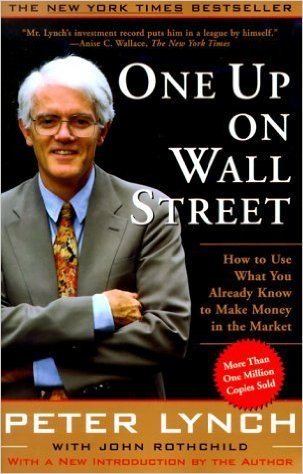 THE NEW YORK TIMES BESTSELLER
"Mr. Lynch's investment record puts him in a league by himself."
—Anise C. Wallace, The New York Times
ONE UP
ON
WALL
STREET
How to Use
What You
Already Know
to Make Money
in the Market
More Than
One Million
Copies Sold
PETER LYNCH
WITH JOHN ROTHCHILD
WITH A NEW INTRODUCTION BY THE AUTHOR